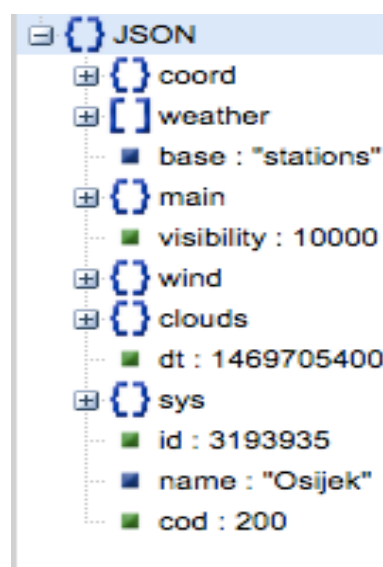 {} JSON
{} coord
[] weather
base : "stations"
{} main
visibility : 10000
{} wind
{} clouds
dt : 1469705400
{} sys
id : 3193935
name : "Osijek"
cod : 200